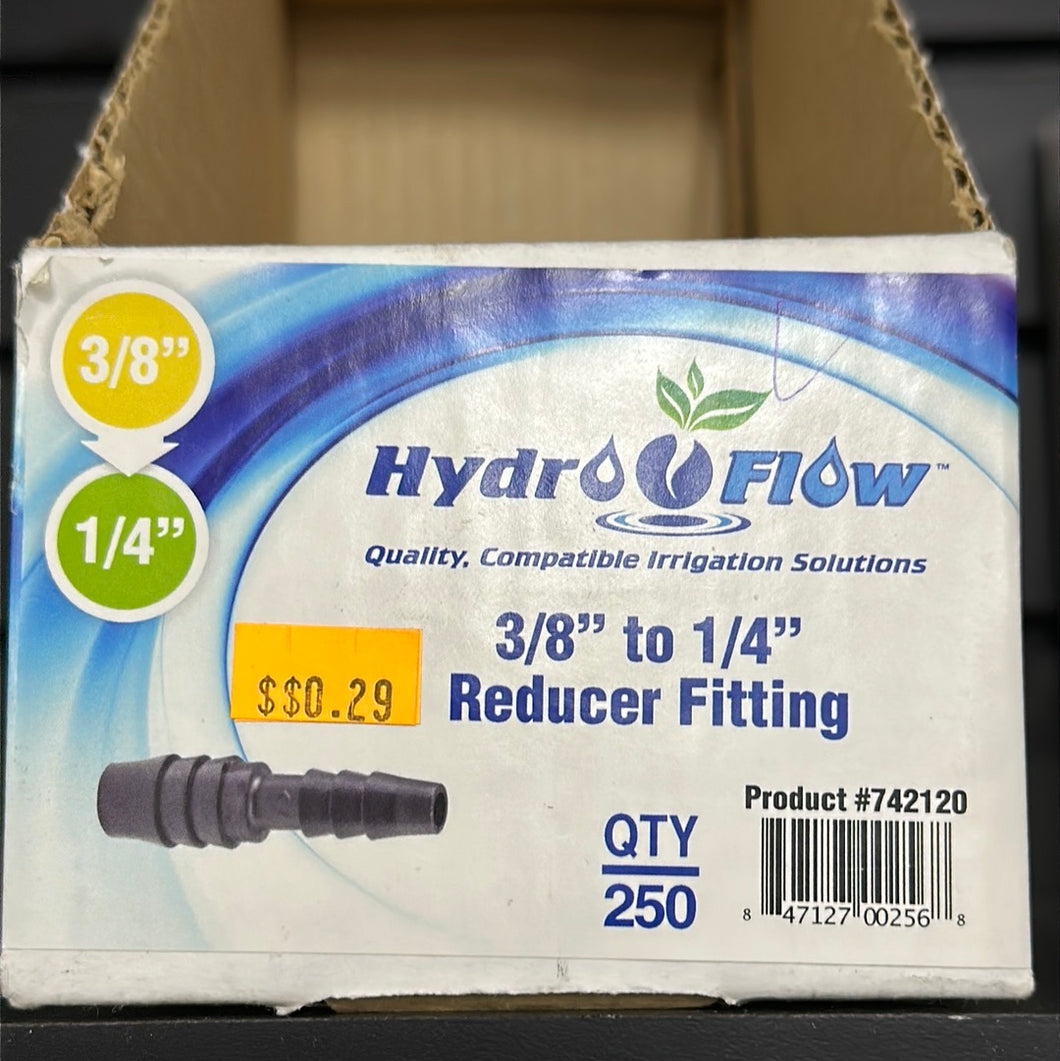 3/8”
1/4”
Hydro Flow™
Quality, Compatible Irrigation Solutions
3/8” to 1/4”
Reducer Fitting
$$0.29
Product #742120
QTY
250
8 47127 00256 8